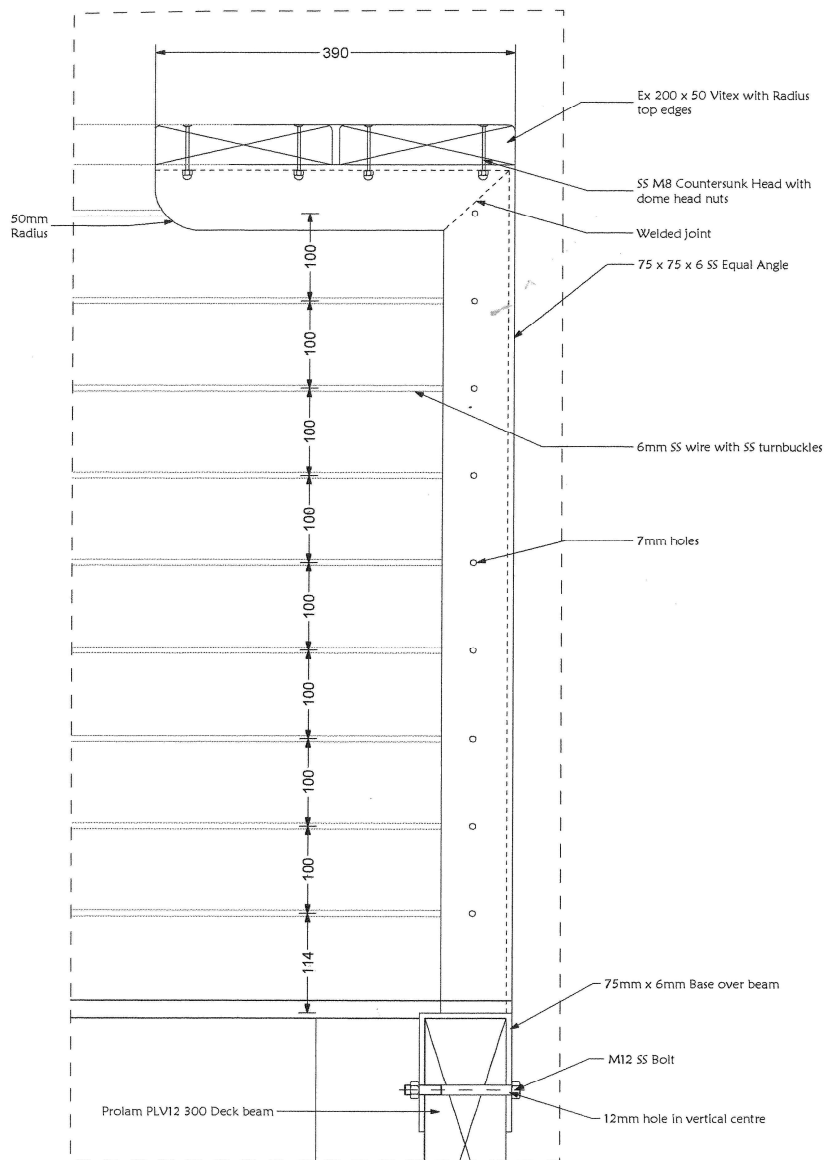 390
Ex 200 x 50 Vitex with Radius
top edges
SS M8 Countersunk Head with
dome head nuts
50mm
Radius
Welded joint
75 x 75 x 6 SS Equal Angle
100
100
100
6mm SS wire with SS turnbuckles
100
7mm holes
100
100
100
100
114
75mm x 6mm Base over beam
M12 SS Bolt
Prolam PLV12 300 Deck beam
12mm hole in vertical centre